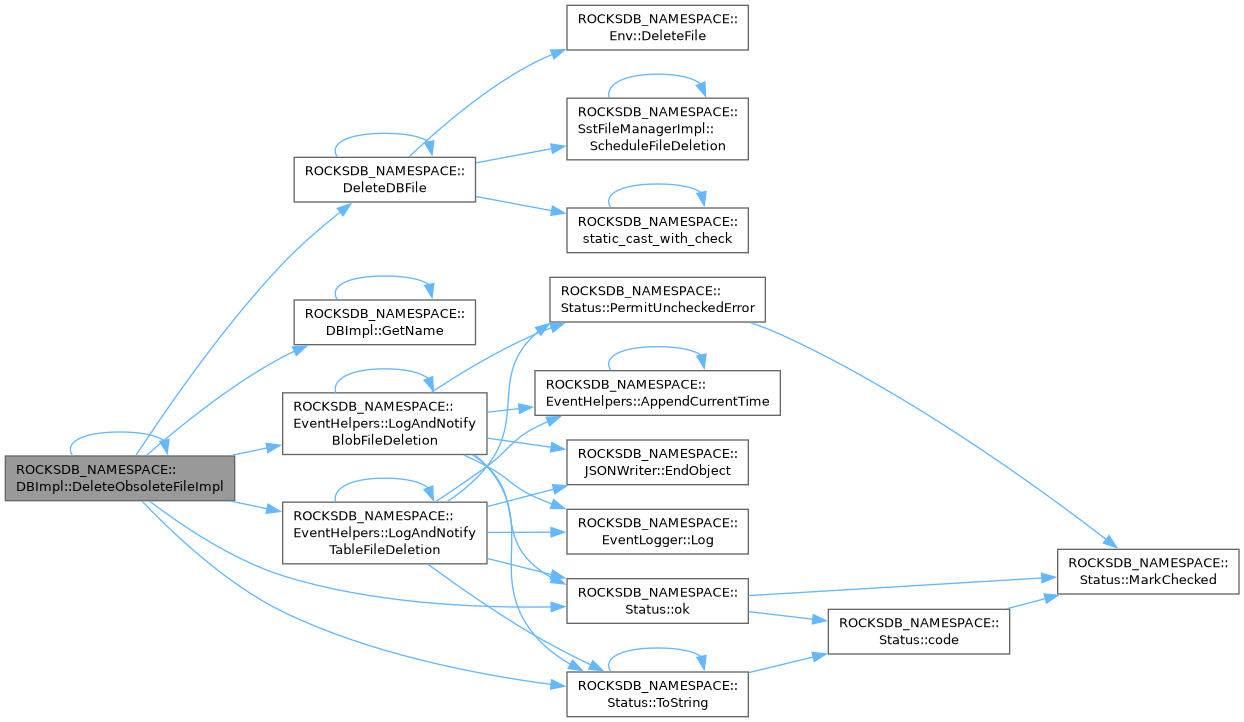 ROCKSDB_NAMESPACE::
Env::DeleteFile
ROCKSDB_NAMESPACE::
SstFileManagerImpl::
ScheduleFileDeletion
ROCKSDB_NAMESPACE::
DeleteDBFile
ROCKSDB_NAMESPACE::
static_cast_with_check
ROCKSDB_NAMESPACE::
Status::PermitUncheckedError
ROCKSDB_NAMESPACE::
DBImpl::GetName
ROCKSDB_NAMESPACE::
EventHelpers::AppendCurrentTime
ROCKSDB_NAMESPACE::
EventHelpers::LogAndNotify
BlobFileDeletion
ROCKSDB_NAMESPACE::
JSONWriter::EndObject
ROCKSDB_NAMESPACE::
DBImpl::DeleteObsoleteFileImpl
ROCKSDB_NAMESPACE::
EventHelpers::LogAndNotify
TableFileDeletion
ROCKSDB_NAMESPACE::
EventLogger::Log
ROCKSDB_NAMESPACE::
Status::MarkChecked
ROCKSDB_NAMESPACE::
Status::ok
ROCKSDB_NAMESPACE::
Status::code
ROCKSDB_NAMESPACE::
Status::ToString